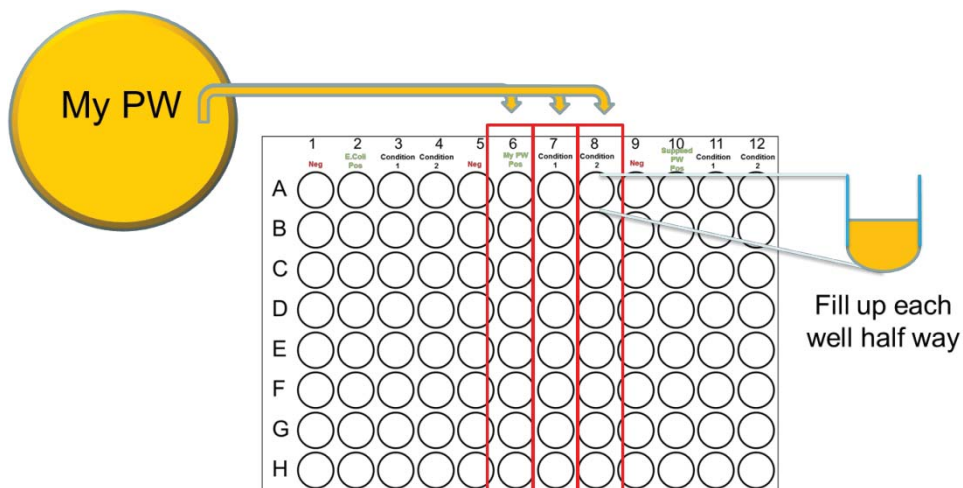 My PW
1 2 3 4 5 6 7 8 9 10 11 12
Neg E.Coli Pos Condition 1 Condition 2 Neg My PW Pos Condition 1 Condition 2 Neg Supplied PW Pos Condition 1 Condition 2
A
B
C
D
E
F
G
H
Fill up each
well half way